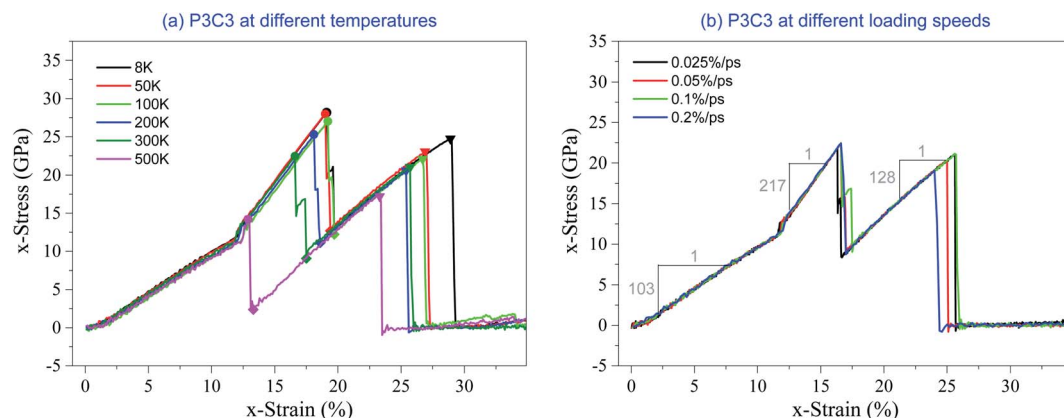 (a) P3C3 at different temperatures
35
30
25
20
15
10
5
0
-5
x-Stress (GPa)
8K
50K
100K
200K
300K
500K
0
5
10
15
20
25
30
x-Strain (%)
(b) P3C3 at different loading speeds
35
30
25
20
15
10
5
0
-5
x-Stress (GPa)
0.025%/ps
0.05%/ps
0.1%/ps
0.2%/ps
1
217
1
128
1
103
0
5
10
15
20
25
30
x-Strain (%)